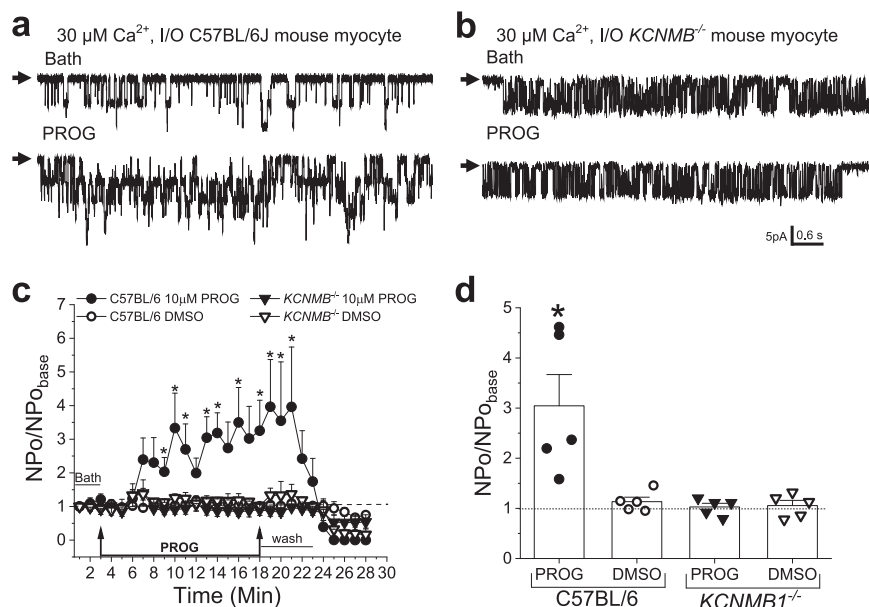 a
30 μM Ca2+, I/O C57BL/6J mouse myocyte
Bath
PROG
b
30 μM Ca2+, I/O KCNMB-/- mouse myocyte
Bath
PROG
5pA
0.6 s
c
C57BL/6 10μM PROG
KCNMB-/- 10μM PROG
C57BL/6 DMSO
KCNMB-/- DMSO
NPo/NPobase
7
6
5
4
3
2
1
0
* * * * * * * * * *
Bath
PROG
wash
2 4 6 8 10 12 14 16 18 20 22 24 26 28 30
Time (Min)
d
NPo/NPobase
5
4
3
2
1
0
*
PROG DMSO PROG DMSO
C57BL/6 KCNMB1-/-